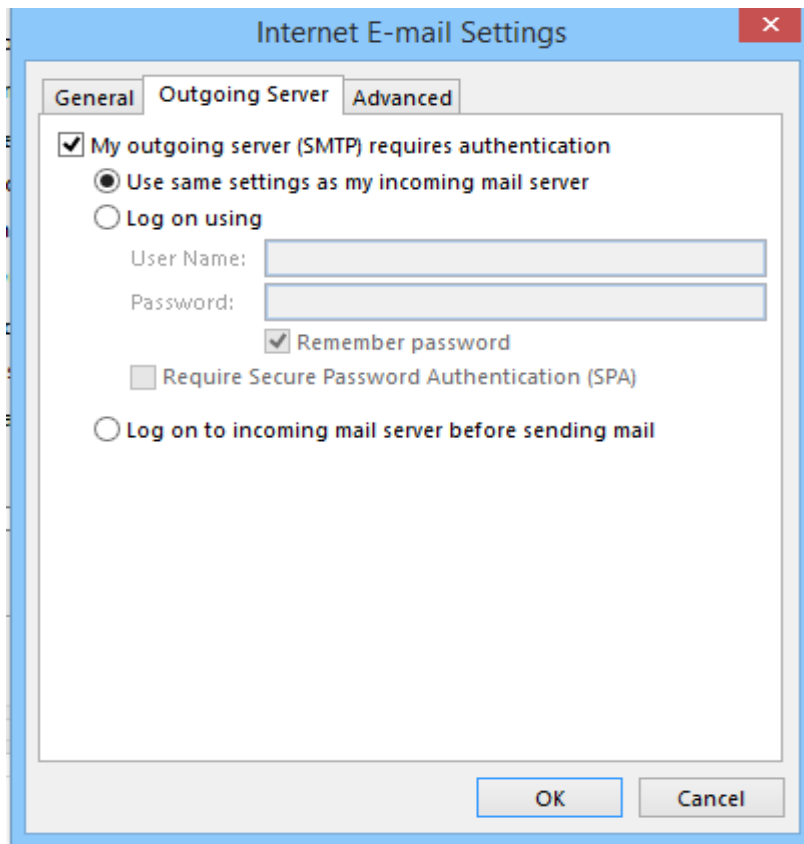 Internet E-mail Settings
General Outgoing Server Advanced
My outgoing server (SMTP) requires authentication
Use same settings as my incoming mail server
Log on using
User Name:
Password:
Remember password
Require Secure Password Authentication (SPA)
Log on to incoming mail server before sending mail
OK Cancel